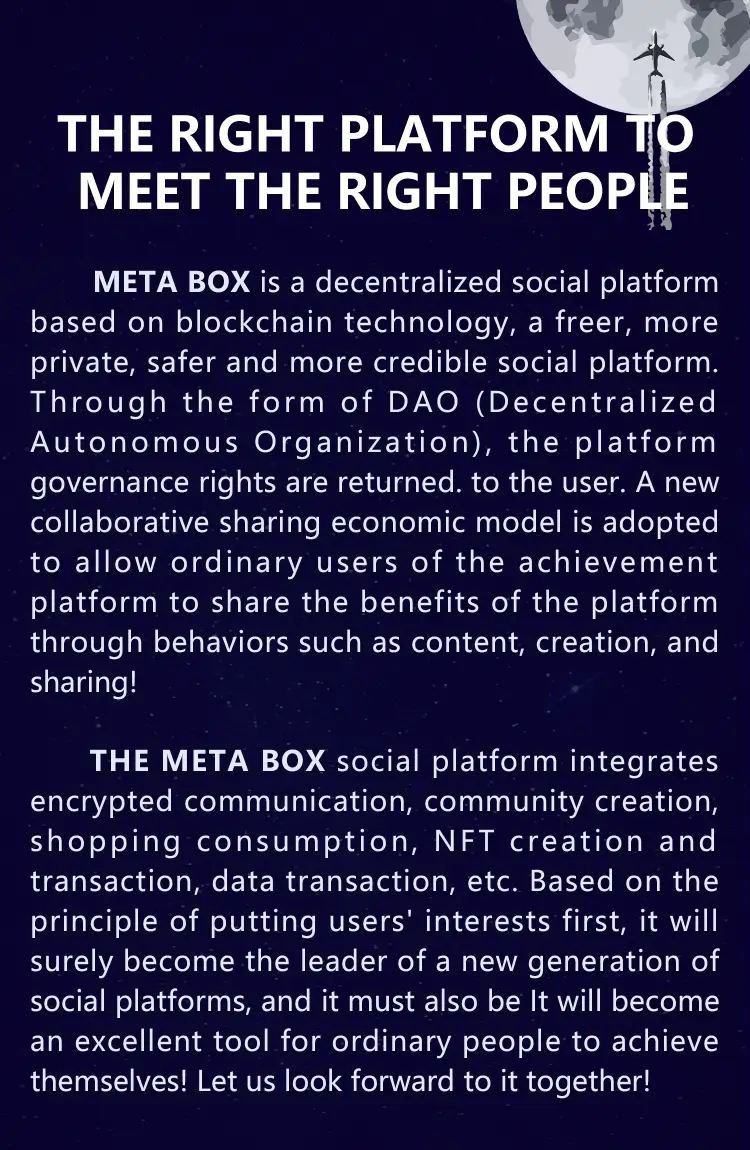 THE RIGHT PLATFORM TO
MEET THE RIGHT PEOPLE
META BOX is a decentralized social platform
based on blockchain technology, a freer, more
private, safer and more credible social platform.
Through the form of DAO (Decentralized
Autonomous Organization), the platform
governance rights are returned. to the user. A new
collaborative sharing economic model is adopted
to allow ordinary users of the achievement
platform to share the benefits of the platform
through behaviors such as content, creation, and
sharing!
THE META BOX social platform integrates
encrypted communication, community creation,
shopping consumption, NFT creation and
transaction, data transaction, etc. Based on the
principle of putting users' interests first, it will
surely become the leader of a new generation of
social platforms, and it must also be It will become
an excellent tool for ordinary people to achieve
themselves! Let us look forward to it together!